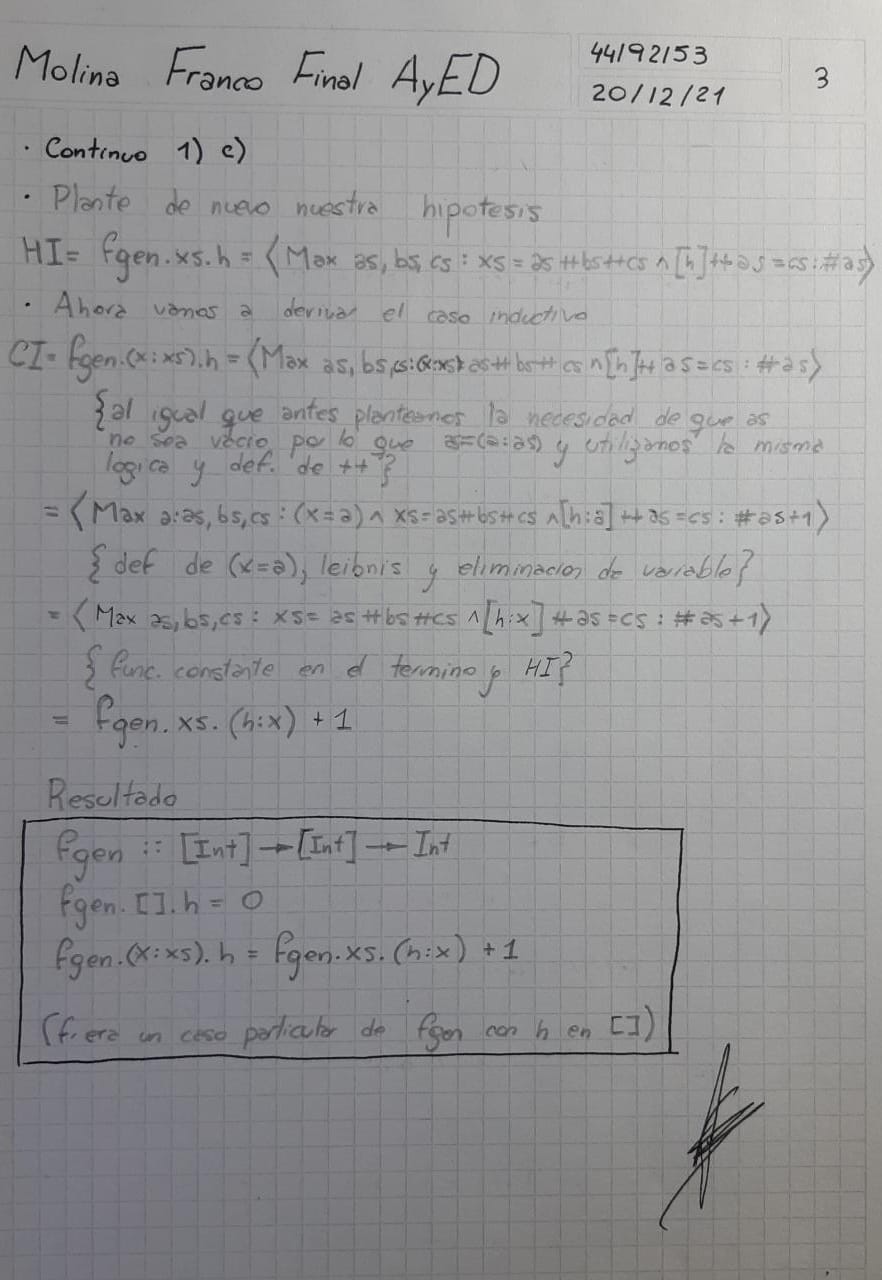 Molina Franco Final AyED
44192153
20/12/21
3
· Continuo 1) c)
· Plante de nuevo nuestra hipotesis
HI= fgen.xs.h = ⟨Max as, bs, cs : xs = as ++ bs ++ cs ∧ [h] ++ as = cs : #as⟩
· Ahora vamos a derivar el caso inductivo
CI= fgen.(x:xs).h = ⟨Max as, bs, cs : (x:xs) = as ++ bs ++ cs ∧ [h] ++ as = cs : #as⟩
{al igual que antes planteamos la necesidad de que as
no sea vacio por lo que as=(a:as) y utilizamos la misma
logica y def. de ++}
= ⟨Max a:as, bs, cs : (x=a) ∧ xs = as ++ bs ++ cs ∧ [h:a] ++ as = cs : #as+1⟩
{def de (x=a), leibnis y eliminacion de variable}
= ⟨Max as, bs, cs : xs = as ++ bs ++ cs ∧ [h:x] ++ as = cs : #as+1⟩
{func. constante en el termino y HI}
= fgen.xs.(h:x) + 1
Resultado
fgen :: [Int] → [Int] → Int
fgen.[].h = 0
fgen.(x:xs).h = fgen.xs.(h:x) + 1
(f. era un caso particular de fgen con h en [])